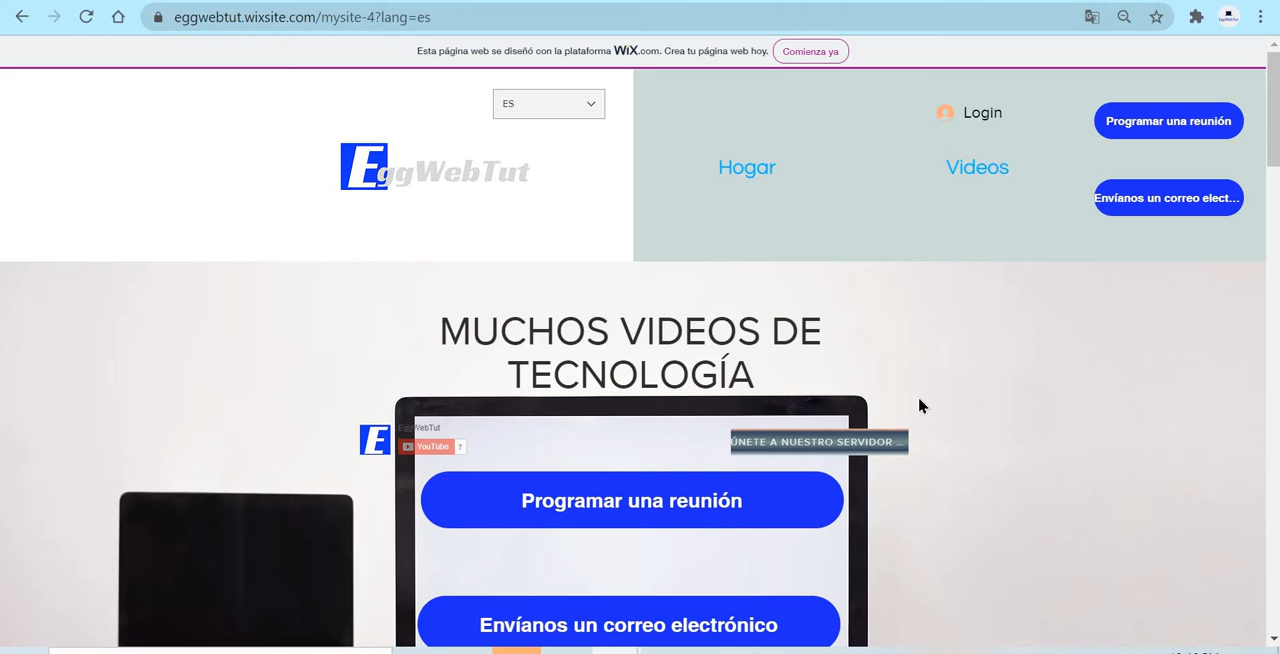 eggwebtut.wixsite.com/mysite-4?lang=es
Esta página web se diseñó con la plataforma WiX.com. Crea tu página web hoy. Comienza ya
ES
Login
Programar una reunión
EggWebTut
Hogar
Videos
Envíanos un correo elect...
MUCHOS VIDEOS DE
TECNOLOGÍA
E
EggWebTut
YouTube 7
ÚNETE A NUESTRO SERVIDOR ...
Programar una reunión
Envíanos un correo electrónico